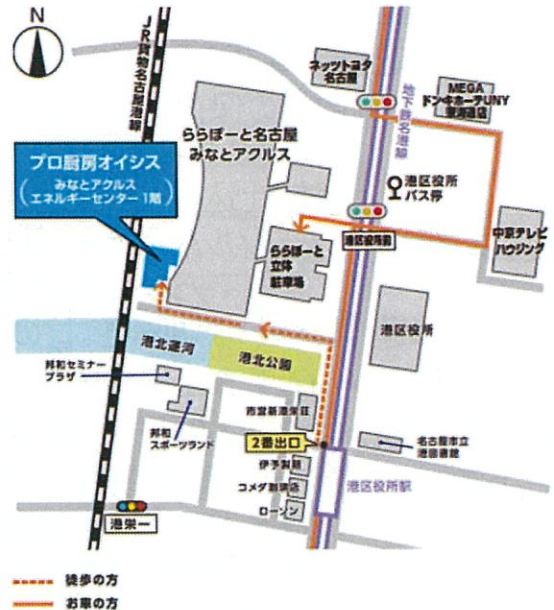 N
JR貨物名古屋港線
ネッツトヨタ
名古屋
地下鉄名港線
MEGA
ドン・キホーテUNY
東海通店
ららぽーと名古屋
みなとアクルス
プロ厨房オイシス
(みなとアクルス
エネルギーセンター 1階)
港区役所
バス停
港区役所前
中京テレビ
ハウジング
ららぽーと
立体
駐車場
港区役所
港北運河
港北公園
邦和セミナー
プラザ
邦和
スポーツランド
市営新港栄荘
2番出口
名古屋市立
港図書館
伊予製麺
コメダ珈琲店
ローソン
港区役所駅
港栄一
徒歩の方
お車の方